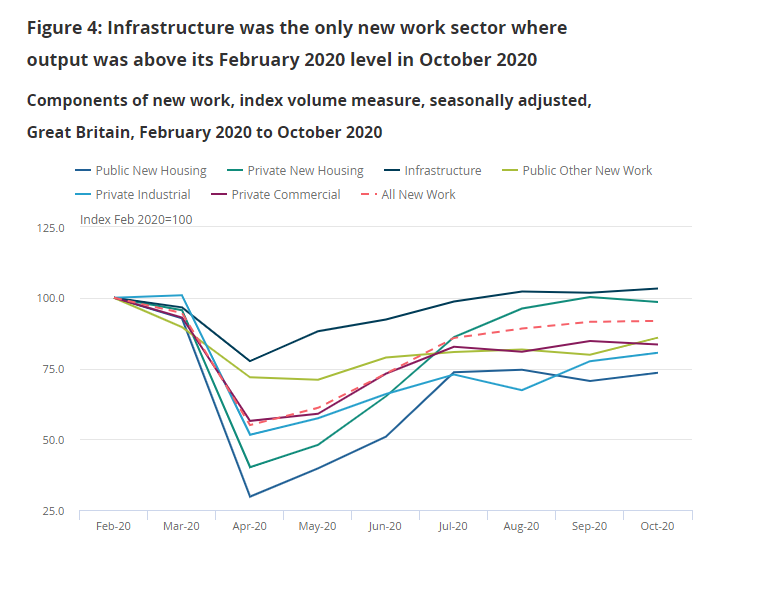 Figure 4: Infrastructure was the only new work sector where
output was above its February 2020 level in October 2020
Components of new work, index volume measure, seasonally adjusted,
Great Britain, February 2020 to October 2020
Public New Housing Private New Housing Infrastructure Public Other New Work
Private Industrial Private Commercial All New Work
Index Feb 2020=100
125.0
100.0
75.0
50.0
25.0
Feb-20 Mar-20 Apr-20 May-20 Jun-20 Jul-20 Aug-20 Sep-20 Oct-20